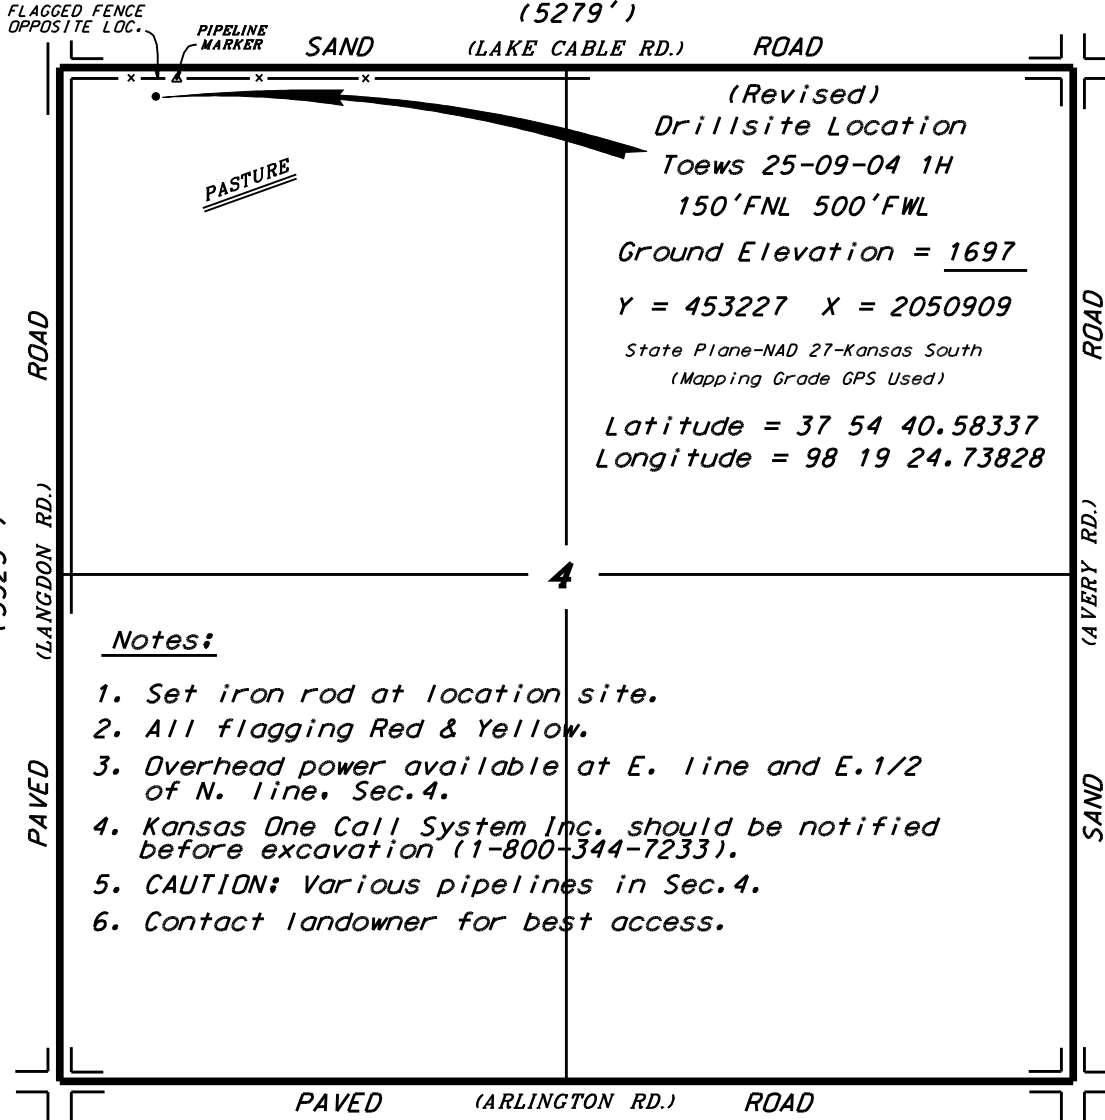 FLAGGED FENCE
OPPOSITE LOC.
PIPELINE
MARKER
(5279')
SAND (LAKE CABLE RD.) ROAD
(Revised)
Drillsite Location
Toews 25-09-04 1H
150'FNL 500'FWL
PASTURE
Ground Elevation = 1697
Y = 453227 X = 2050909
State Plane-NAD 27-Kansas South
(Mapping Grade GPS Used)
Latitude = 37 54 40.58337
Longitude = 98 19 24.73828
ROAD
(LANGDON RD.)
PAVED
ROAD
(AVERY RD.)
SAND
4
Notes:
1. Set iron rod at location site.
2. All flagging Red & Yellow.
3. Overhead power available at E. line and E.1/2
of N. line, Sec.4.
4. Kansas One Call System Inc. should be notified
before excavation (1-800-344-7233).
5. CAUTION: Various pipelines in Sec.4.
6. Contact landowner for best access.
PAVED (ARLINGTON RD.) ROAD